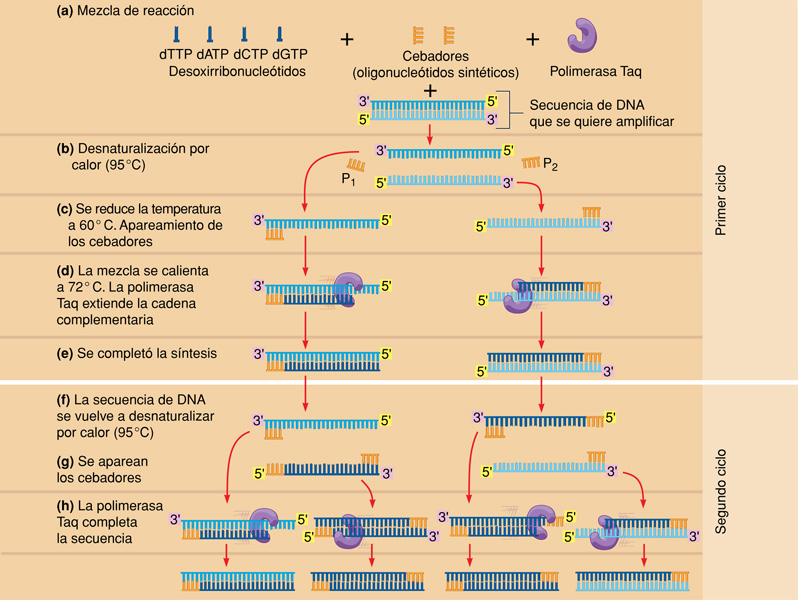 (a) Mezcla de reacción
dTTP dATP dCTP dGTP
Desoxirribonucleótidos
+
Cebadores
(oligonucleótidos sintéticos)
+
Polimerasa Taq
+
3' 5'
5' 3'
Secuencia de DNA
que se quiere amplificar
(b) Desnaturalización por
calor (95°C)
3' 5'
P1
P2
5' 3'
(c) Se reduce la temperatura
a 60°C. Apareamiento de
los cebadores
3' 5'
5' 3'
(d) La mezcla se calienta
a 72°C. La polimerasa
Taq extiende la cadena
complementaria
3' 5'
5' 3'
(e) Se completó la síntesis
3' 5'
5' 3'
Primer ciclo
(f) La secuencia de DNA
se vuelve a desnaturalizar
por calor (95°C)
3' 5'
3' 5'
(g) Se aparean
los cebadores
5' 3'
5' 3'
(h) La polimerasa
Taq completa
la secuencia
3' 5'
5' 3'
3' 5'
5' 3'
Segundo ciclo